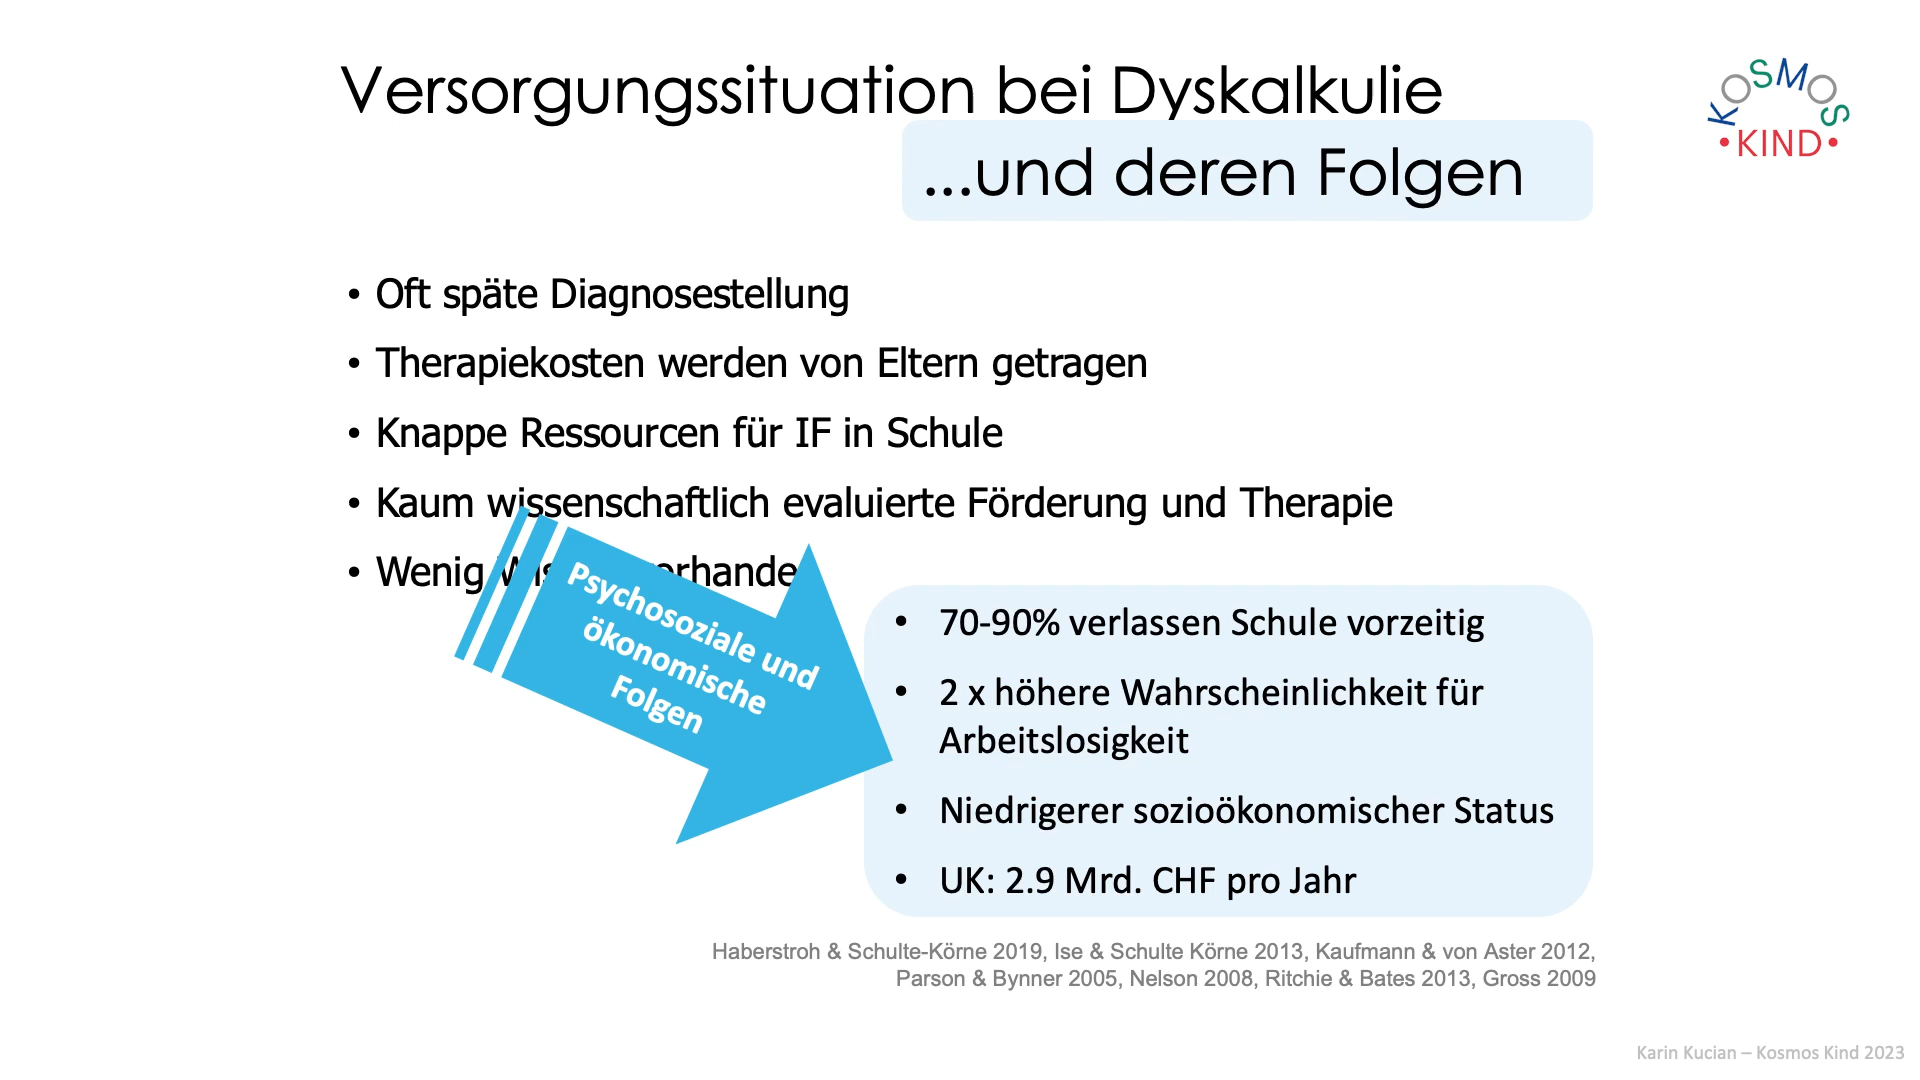 Versorgungssituation bei Dyskalkulie
...und deren Folgen
KOSMOS
• KIND •
• Oft späte Diagnosestellung
• Therapiekosten werden von Eltern getragen
• Knappe Ressourcen für IF in Schule
• Kaum wissenschaftlich evaluierte Förderung und Therapie
• Wenig
Psychosoziale und
ökonomische
Folgen
• 70-90% verlassen Schule vorzeitig
• 2 x höhere Wahrscheinlichkeit für
Arbeitslosigkeit
• Niedrigerer sozioökonomischer Status
• UK: 2.9 Mrd. CHF pro Jahr
Haberstroh & Schulte-Körne 2019, Ise & Schulte Körne 2013, Kaufmann & von Aster 2012,
Parson & Bynner 2005, Nelson 2008, Ritchie & Bates 2013, Gross 2009
Karin Kucian – Kosmos Kind 2023